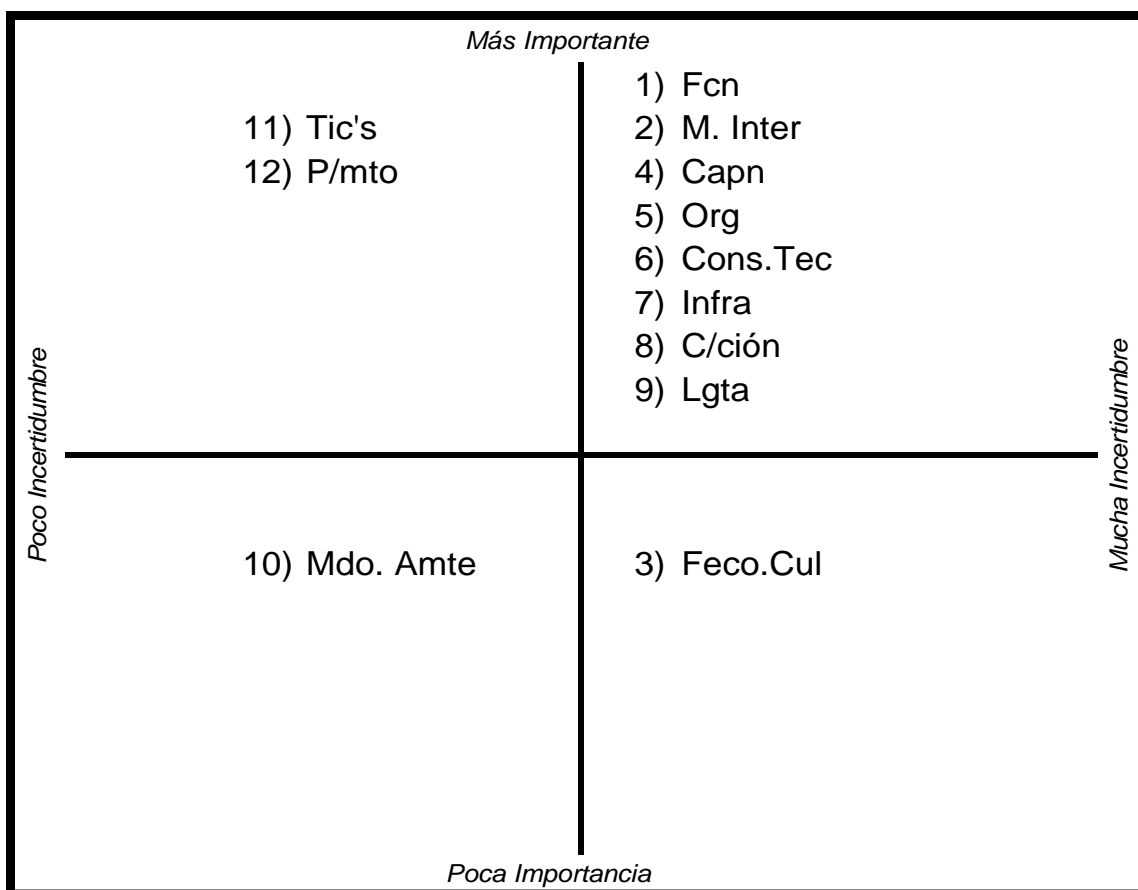 Más Importante
11) Tic's
12) P/mto
1) Fcn
2) M. Inter
4) Capn
5) Org
6) Cons.Tec
7) Infra
8) C/ción
9) Lgta
Poco Incertidumbre
Mucha Incertidumbre
10) Mdo. Amte
3) Feco.Cul
Poca Importancia